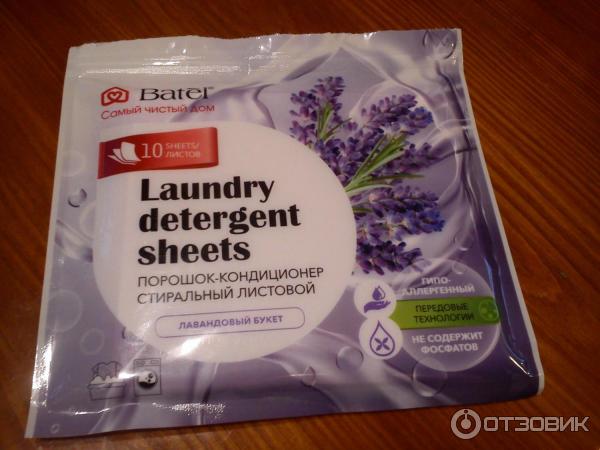 Batel
Самый чистый дом
10 SHEETS/
ЛИСТОВ
Laundry
detergent
sheets
ПОРОШОК-КОНДИЦИОНЕР
СТИРАЛЬНЫЙ ЛИСТОВОЙ
ЛАВАНДОВЫЙ БУКЕТ
ГИПО-
АЛЛЕРГЕННЫЙ
ПЕРЕДОВЫЕ
ТЕХНОЛОГИИ
НЕ СОДЕРЖИТ
ФОСФАТОВ
ОТЗОВИК